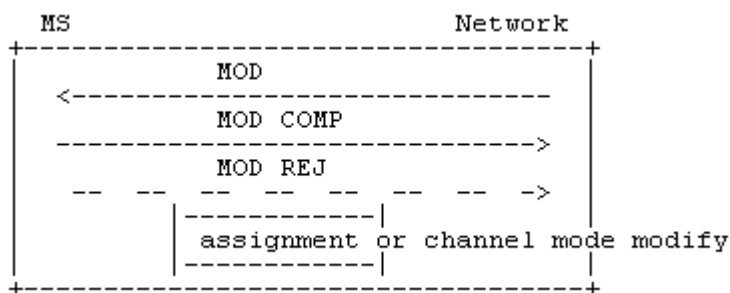 MS Network
MOD
MOD COMP
MOD REJ
assignment or channel mode modify